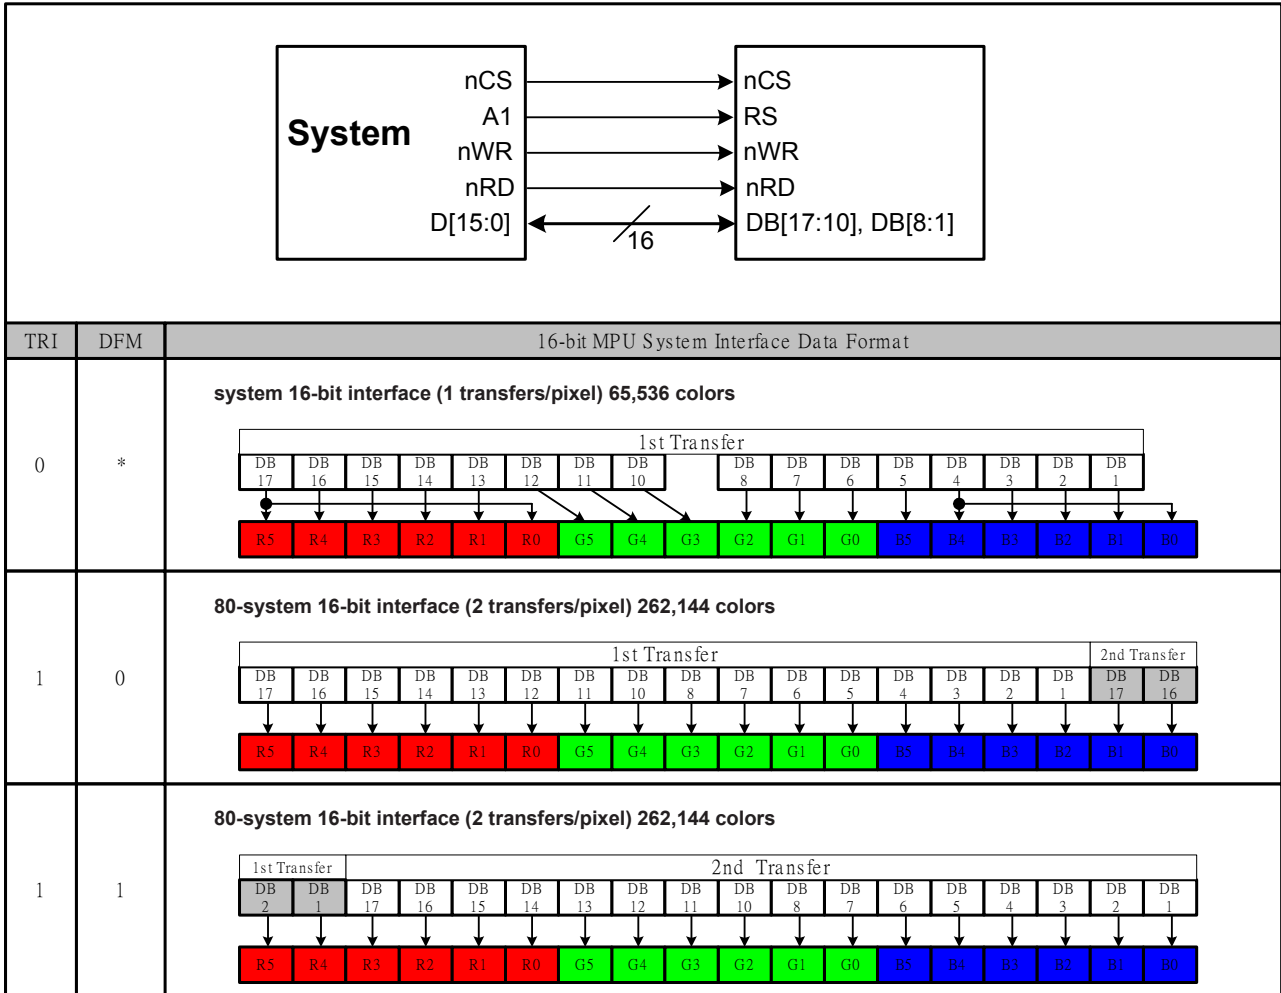 System
nCS
A1
nWR
nRD
D[15:0]
16
nCS
RS
nWR
nRD
DB[17:10], DB[8:1]
TRI DFM 16-bit MPU System Interface Data Format
system 16-bit interface (1 transfers/pixel) 65,536 colors
0 *
1st Transfer
DB DB DB DB DB DB DB DB DB DB DB DB DB DB DB DB
17 16 15 14 13 12 11 10 8 7 6 5 4 3 2 1
R5 R4 R3 R2 R1 R0 G5 G4 G3 G2 G1 G0 B5 B4 B3 B2 B1 B0
80-system 16-bit interface (2 transfers/pixel) 262,144 colors
1 0
1st Transfer 2nd Transfer
DB DB DB DB DB DB DB DB DB DB DB DB DB DB DB DB DB DB
17 16 15 14 13 12 11 10 8 7 6 5 4 3 2 1 17 16
R5 R4 R3 R2 R1 R0 G5 G4 G3 G2 G1 G0 B5 B4 B3 B2 B1 B0
80-system 16-bit interface (2 transfers/pixel) 262,144 colors
1 1
1st Transfer 2nd Transfer
DB DB DB DB DB DB DB DB DB DB DB DB DB DB DB DB DB DB
2 1 17 16 15 14 13 12 11 10 8 7 6 5 4 3 2 1
R5 R4 R3 R2 R1 R0 G5 G4 G3 G2 G1 G0 B5 B4 B3 B2 B1 B0